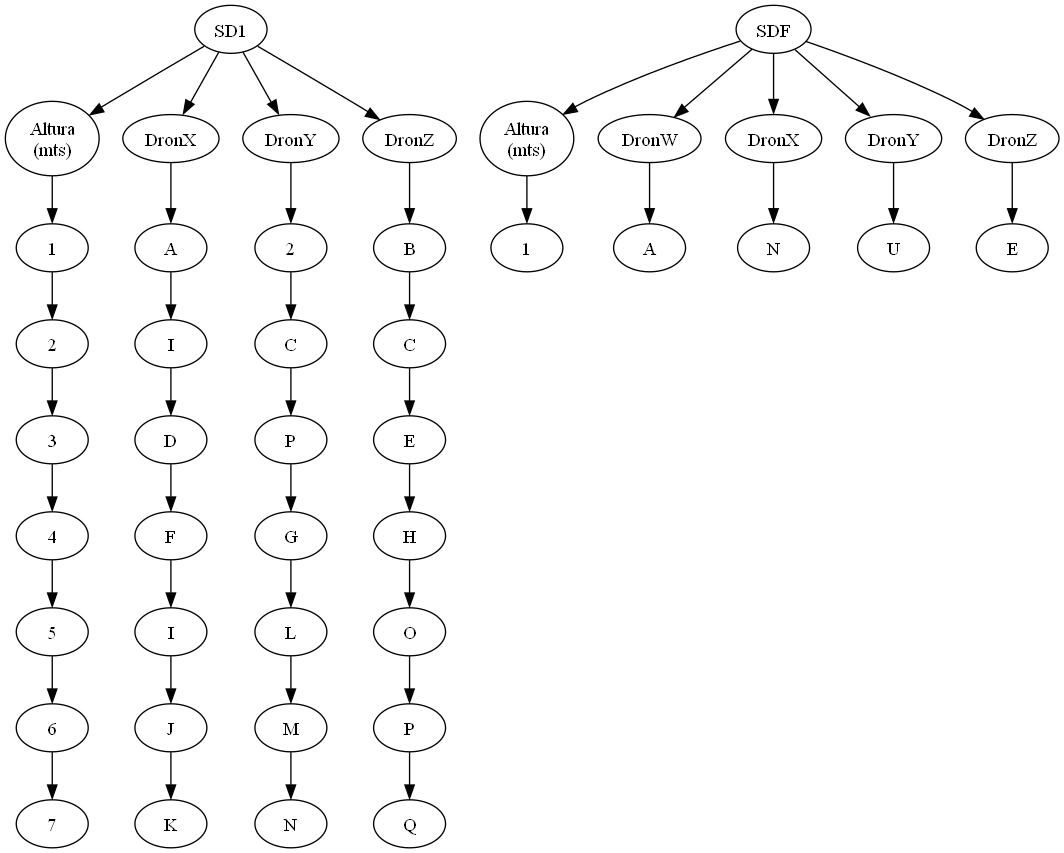 SD1
SDF
Altura
(mts)
DronX
DronY
DronZ
Altura
(mts)
DronW
DronX
DronY
DronZ
1
A
2
B
1
A
N
U
E
2
I
C
C
3
D
P
E
4
F
G
H
5
I
L
O
6
J
M
P
7
K
N
Q